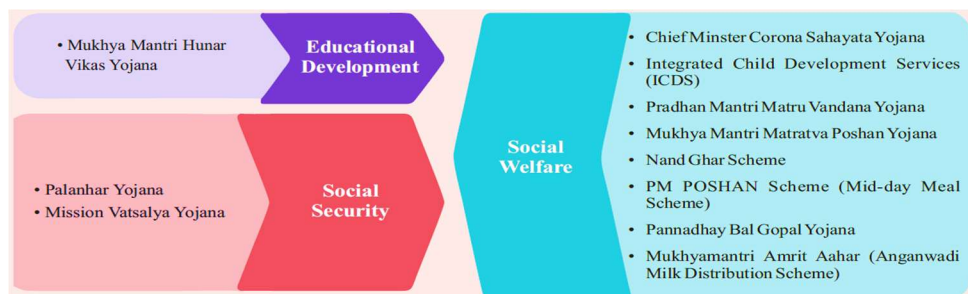 • Mukhya Mantri Hunar
Vikas Yojana
Educational
Development
• Palanhar Yojana
• Mission Vatsalya Yojana
Social
Security
Social
Welfare
• Chief Minster Corona Sahayata Yojana
• Integrated Child Development Services
(ICDS)
• Pradhan Mantri Matru Vandana Yojana
• Mukhya Mantri Matratva Poshan Yojana
• Nand Ghar Scheme
• PM POSHAN Scheme (Mid-day Meal
Scheme)
• Pannadhay Bal Gopal Yojana
• Mukhyamantri Amrit Aahar (Anganwadi
Milk Distribution Scheme)